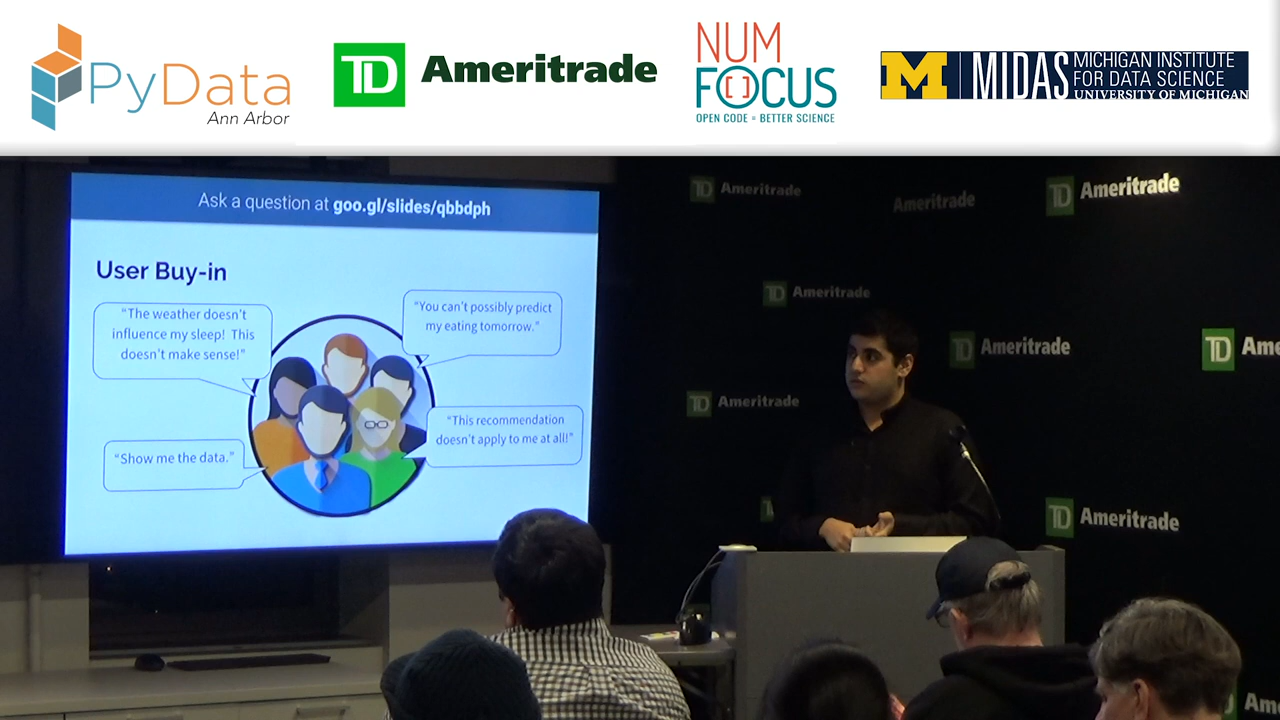 PyData
Ann Arbor
TD Ameritrade
NUM
FOCUS
OPEN CODE = BETTER SCIENCE
M MIDAS
MICHIGAN INSTITUTE
FOR DATA SCIENCE
UNIVERSITY OF MICHIGAN
Ask a question at goo.gl/slides/qbbdph
User Buy-in
"The weather doesn't
influence my sleep! This
doesn't make sense!"
"You can't possibly predict
my eating tomorrow."
"This recommendation
doesn't apply to me at all!"
"Show me the data."
TD Ameritrade
Ameritrade
TD Ameritrade
TD Ameritrade
TD Ameritrade
TD Ame
TD Ameritrade
TD Ameritrade
Am